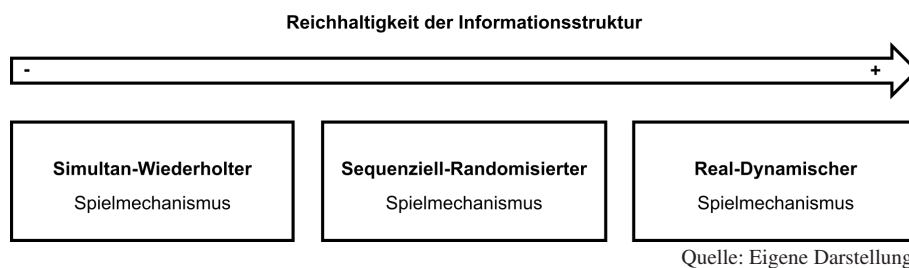 Reichhaltigkeit der Informationsstruktur
- +
Simultan-Wiederholter
Spielmechanismus
Sequenziell-Randomisierter
Spielmechanismus
Real-Dynamischer
Spielmechanismus
Quelle: Eigene Darstellung